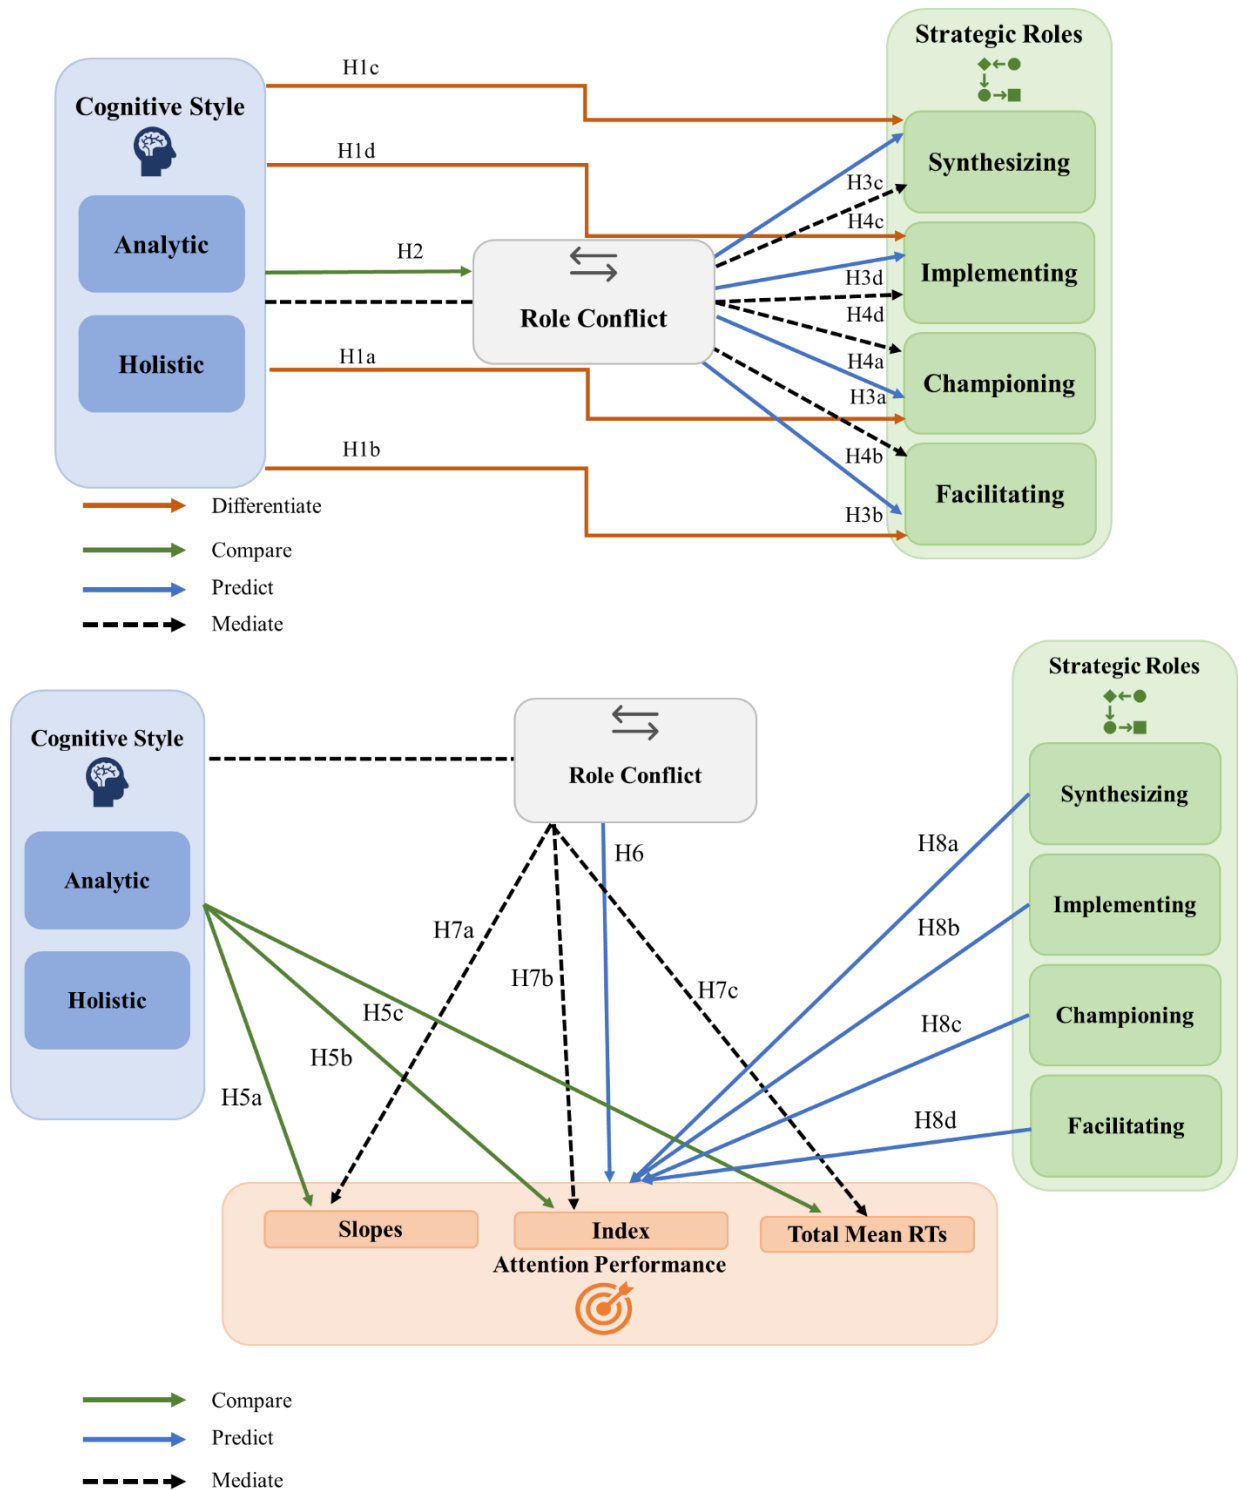 Strategic Roles
Cognitive Style
Analytic
Holistic
H1c
H1d
H2
H1a
H1b
Role Conflict
H3c
H4c
H3d
H4d
H4a
H3a
H4b
H3b
Synthesizing
Implementing
Championing
Facilitating
Differentiate
Compare
Predict
Mediate
Cognitive Style
Analytic
Holistic
Role Conflict
Strategic Roles
Synthesizing
Implementing
Championing
Facilitating
H6
H7a
H7b
H7c
H5c
H5b
H5a
H8a
H8b
H8c
H8d
Slopes
Index
Total Mean RTs
Attention Performance
Compare
Predict
Mediate